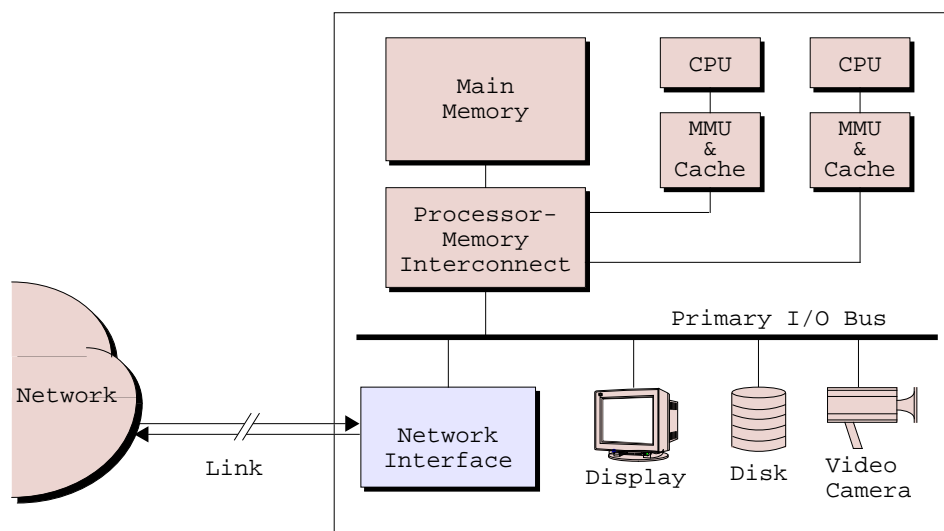 Main
Memory
CPU
CPU
MMU
&
Cache
MMU
&
Cache
Processor-
Memory
Interconnect
Primary I/O Bus
Network
Link
Network
Interface
Display
Disk
Video
Camera